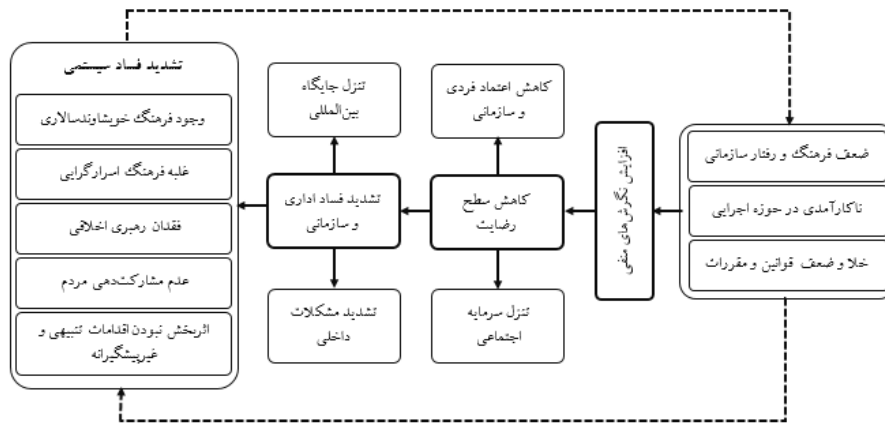 ضعف فرهنگ و رفتار سازمانی
ناکارآمدی در حوزه اجرایی
خلا و ضعف قوانین و مقررات
افزایش نگرش‌های منفی
کاهش اعتماد فردی
و سازمانی
کاهش سطح
رضایت
تنزل سرمایه
اجتماعی
تنزل جایگاه
بین‌المللی
تشدید فساد اداری
و سازمانی
تشدید مشکلات
داخلی
تشدید فساد سیستمی
وجود فرهنگ خویشاوندسالاری
غلبه فرهنگ اسرارگرایی
فقدان رهبری اخلاقی
عدم مشارکت‌دهی مردم
اثربخش نبودن اقدامات تنبیهی و
غیرپیشگیرانه